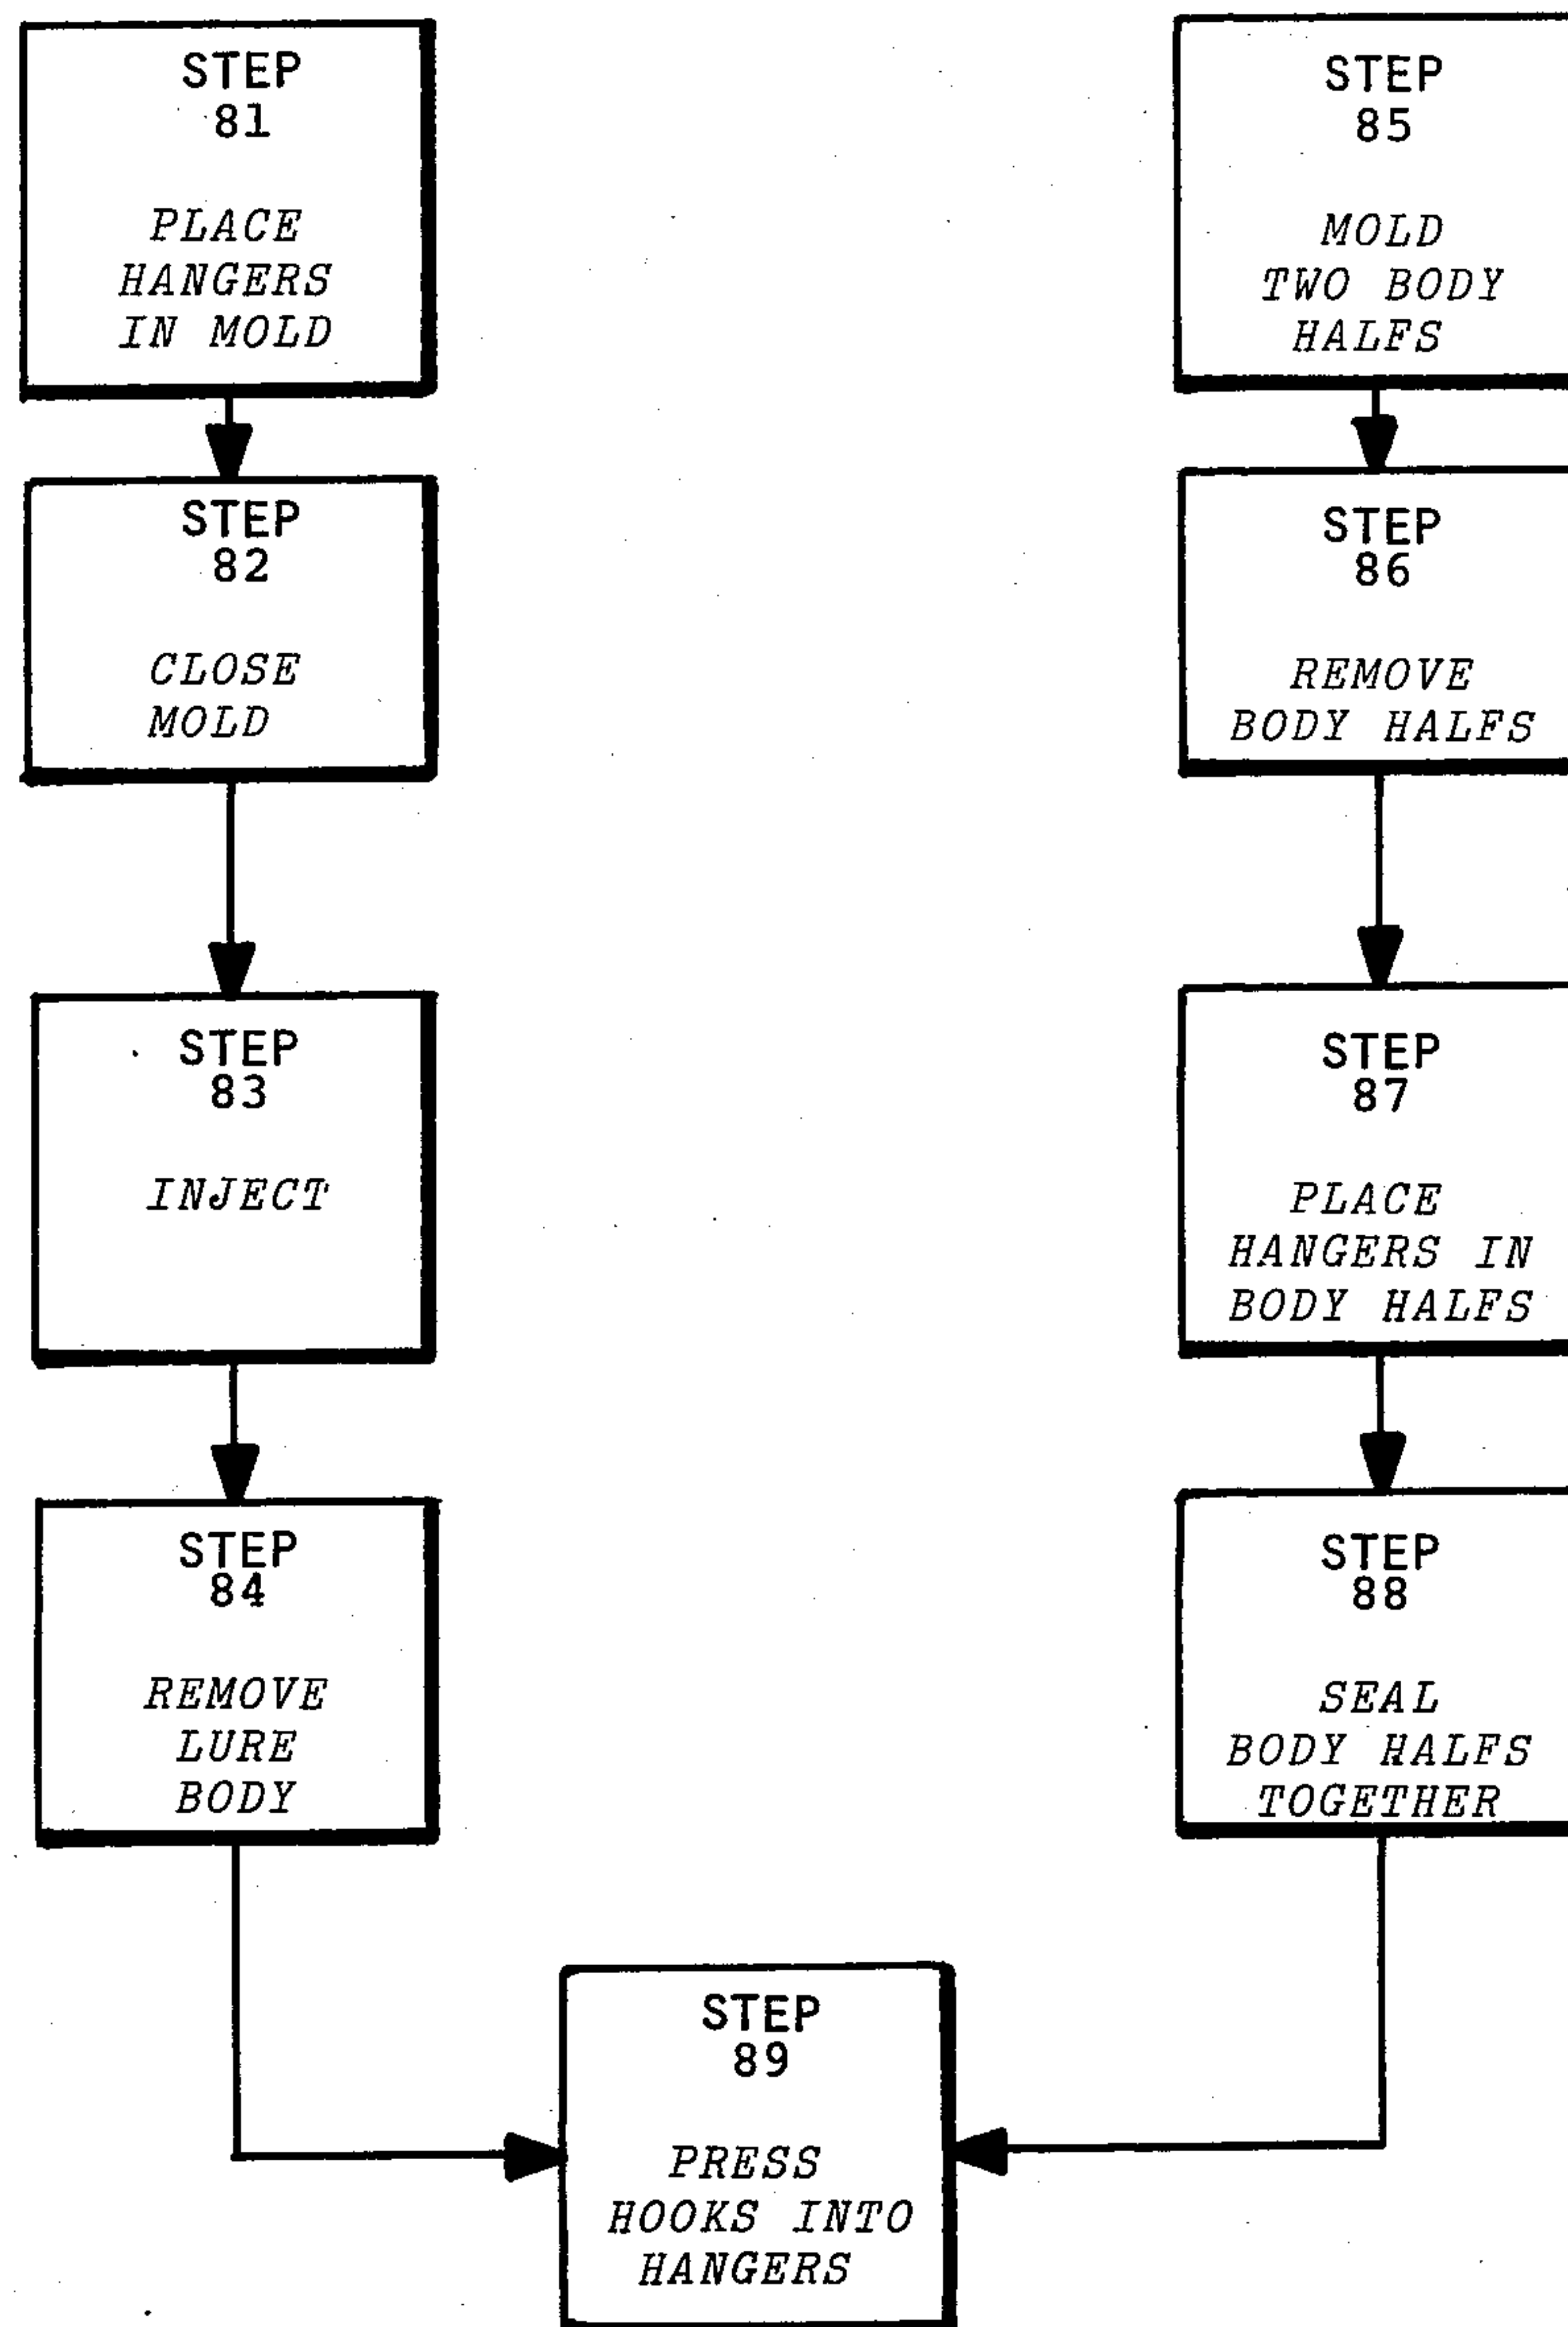 STEP
81
PLACE
HANGERS
IN MOLD
STEP
82
CLOSE
MOLD
STEP
83
INJECT
STEP
84
REMOVE
LURE
BODY
STEP
85
MOLD
TWO BODY
HALFS
STEP
86
REMOVE
BODY HALFS
STEP
87
PLACE
HANGERS IN
BODY HALFS
STEP
88
SEAL
BODY HALFS
TOGETHER
STEP
89
PRESS
HOOKS INTO
HANGERS